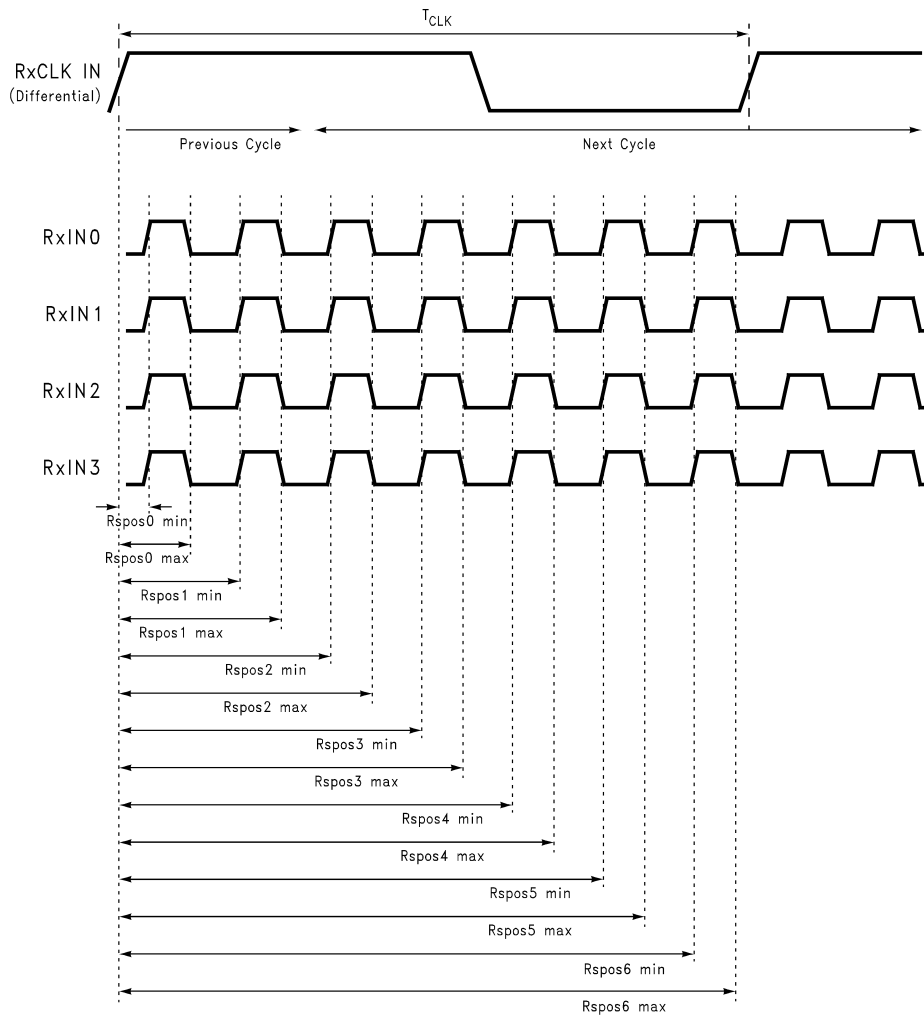 T_CLK
RxCLK IN
(Differential)
Previous Cycle
Next Cycle
RxIN0
RxIN1
RxIN2
RxIN3
Rspos0 min
Rspos0 max
Rspos1 min
Rspos1 max
Rspos2 min
Rspos2 max
Rspos3 min
Rspos3 max
Rspos4 min
Rspos4 max
Rspos5 min
Rspos5 max
Rspos6 min
Rspos6 max